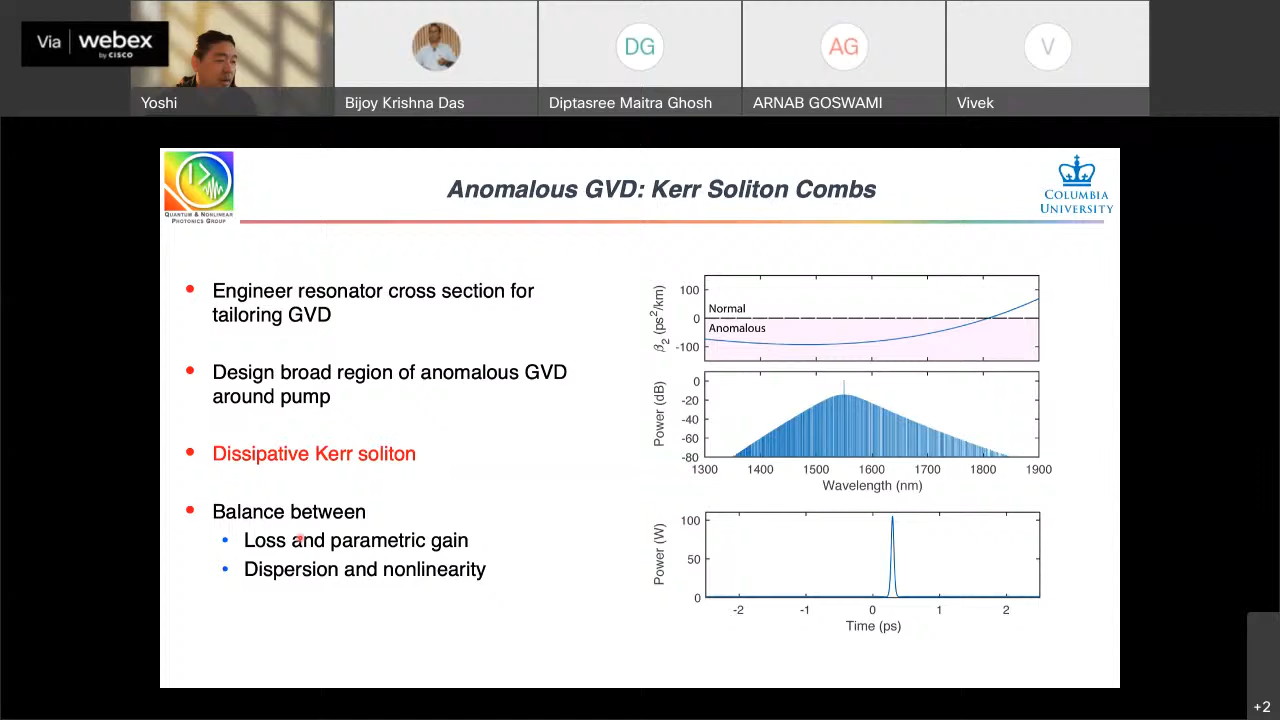 Via webex
by CISCO
DG
AG
V
Yoshi
Bijoy Krishna Das
Diptasree Maitra Ghosh
ARNAB GOSWAMI
Vivek
QUANTUM & NONLINEAR
PHOTONICS GROUP
Anomalous GVD: Kerr Soliton Combs
COLUMBIA
UNIVERSITY
• Engineer resonator cross section for
tailoring GVD
• Design broad region of anomalous GVD
around pump
• Dissipative Kerr soliton
• Balance between
• Loss and parametric gain
• Dispersion and nonlinearity
β2 (ps²/km)
100
0
-100
Normal
Anomalous
Power (dB)
0
-20
-40
-60
-80
1300 1400 1500 1600 1700 1800 1900
Wavelength (nm)
Power (W)
100
50
0
-2 -1 0 1 2
Time (ps)
+2